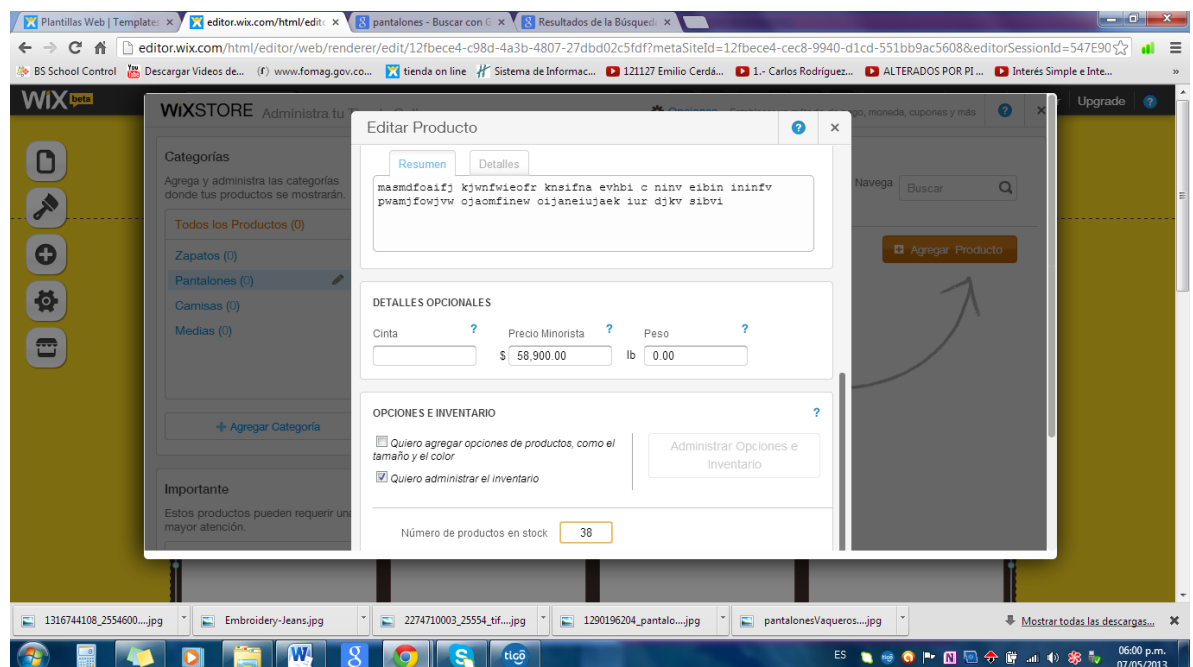 Plantillas Web | Templates
editor.wix.com/html/edito
pantalones - Buscar con G
Resultados de la Búsqued
editor.wix.com/html/editor/web/renderer/edit/12fbece4-c98d-4a3b-4807-27dbd02c5fdf?metaSiteId=12fbece4-cec8-9940-d1cd-551bb9ac5608&editorSessionId=547E90
BS School Control
Descargar Videos de...
www.fomag.gov.co...
tienda on line
Sistema de Informac...
121127 Emilio Cerdá...
1.- Carlos Rodríguez...
ALTERADOS POR PI ...
Interés Simple e Inte...
»
WiX beta
Upgrade
?
WiXSTORE Administra tu
Opciones
go, moneda, cupones y más
?
Editar Producto
?
Categorías
Agrega y administra las categorías
donde tus productos se mostrarán.
Todos los Productos (0)
Zapatos (0)
Pantalones (0)
Camisas (0)
Medias (0)
+ Agregar Categoría
Importante
Estos productos pueden requerir una
mayor atención.
Resumen
Detalles
masmdfoaifj kjwnfwieofr knsifna evhbi c ninv eibin ininfv
pwamjfowjvw ojaomfinew oijaneiujaek iur djkv sibvi
DETALLES OPCIONALES
Cinta ? Precio Minorista ? Peso ?
$ 58,900.00 lb 0.00
OPCIONES E INVENTARIO ?
Quiero agregar opciones de productos, como el
tamaño y el color
Quiero administrar el inventario
Administrar Opciones e
Inventario
Número de productos en stock 38
Navega Buscar
Agregar Producto
1316744108_2554600....jpg
Embroidery-Jeans.jpg
2274710003_25554_tif....jpg
1290196204_pantalo....jpg
pantalonesVaqueros....jpg
Mostrar todas las descargas...
tigo
ES
06:00 p.m.
07/05/2013